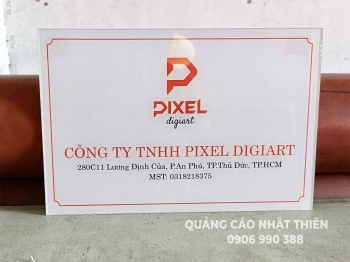 PIXEL
digiart
CÔNG TY TNHH PIXEL DIGIART
280C11 Lương Định Của, P.An Phú, TP.Thủ Đức, TP.HCM
MST: 0318218375
QUẢNG CÁO NHẬT THIÊN
0906 990 388